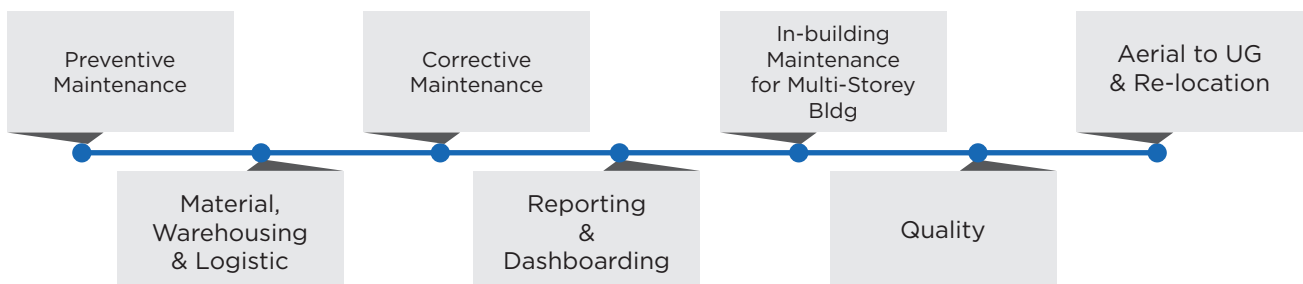 Preventive
Maintenance
Material,
Warehousing
& Logistic
Corrective
Maintenance
Reporting
&
Dashboarding
In-building
Maintenance
for Multi-Storey
Bldg
Quality
Aerial to UG
& Re-location